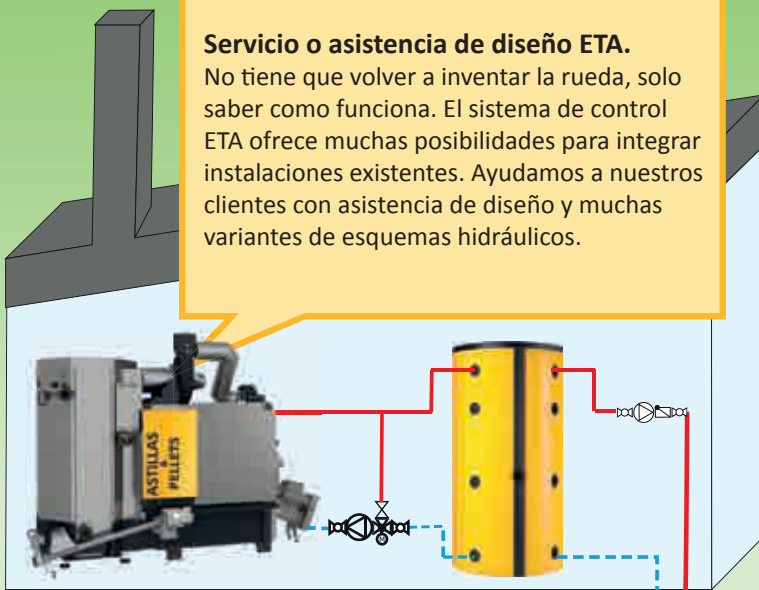 Servicio o asistencia de diseño ETA.
No tiene que volver a inventar la rueda, solo
saber como funciona. El sistema de control
ETA ofrece muchas posibilidades para integrar
instalaciones existentes. Ayudamos a nuestros
clientes con asistencia de diseño y muchas
variantes de esquemas hidráulicos.
ASTILLAS
&
PELLETS